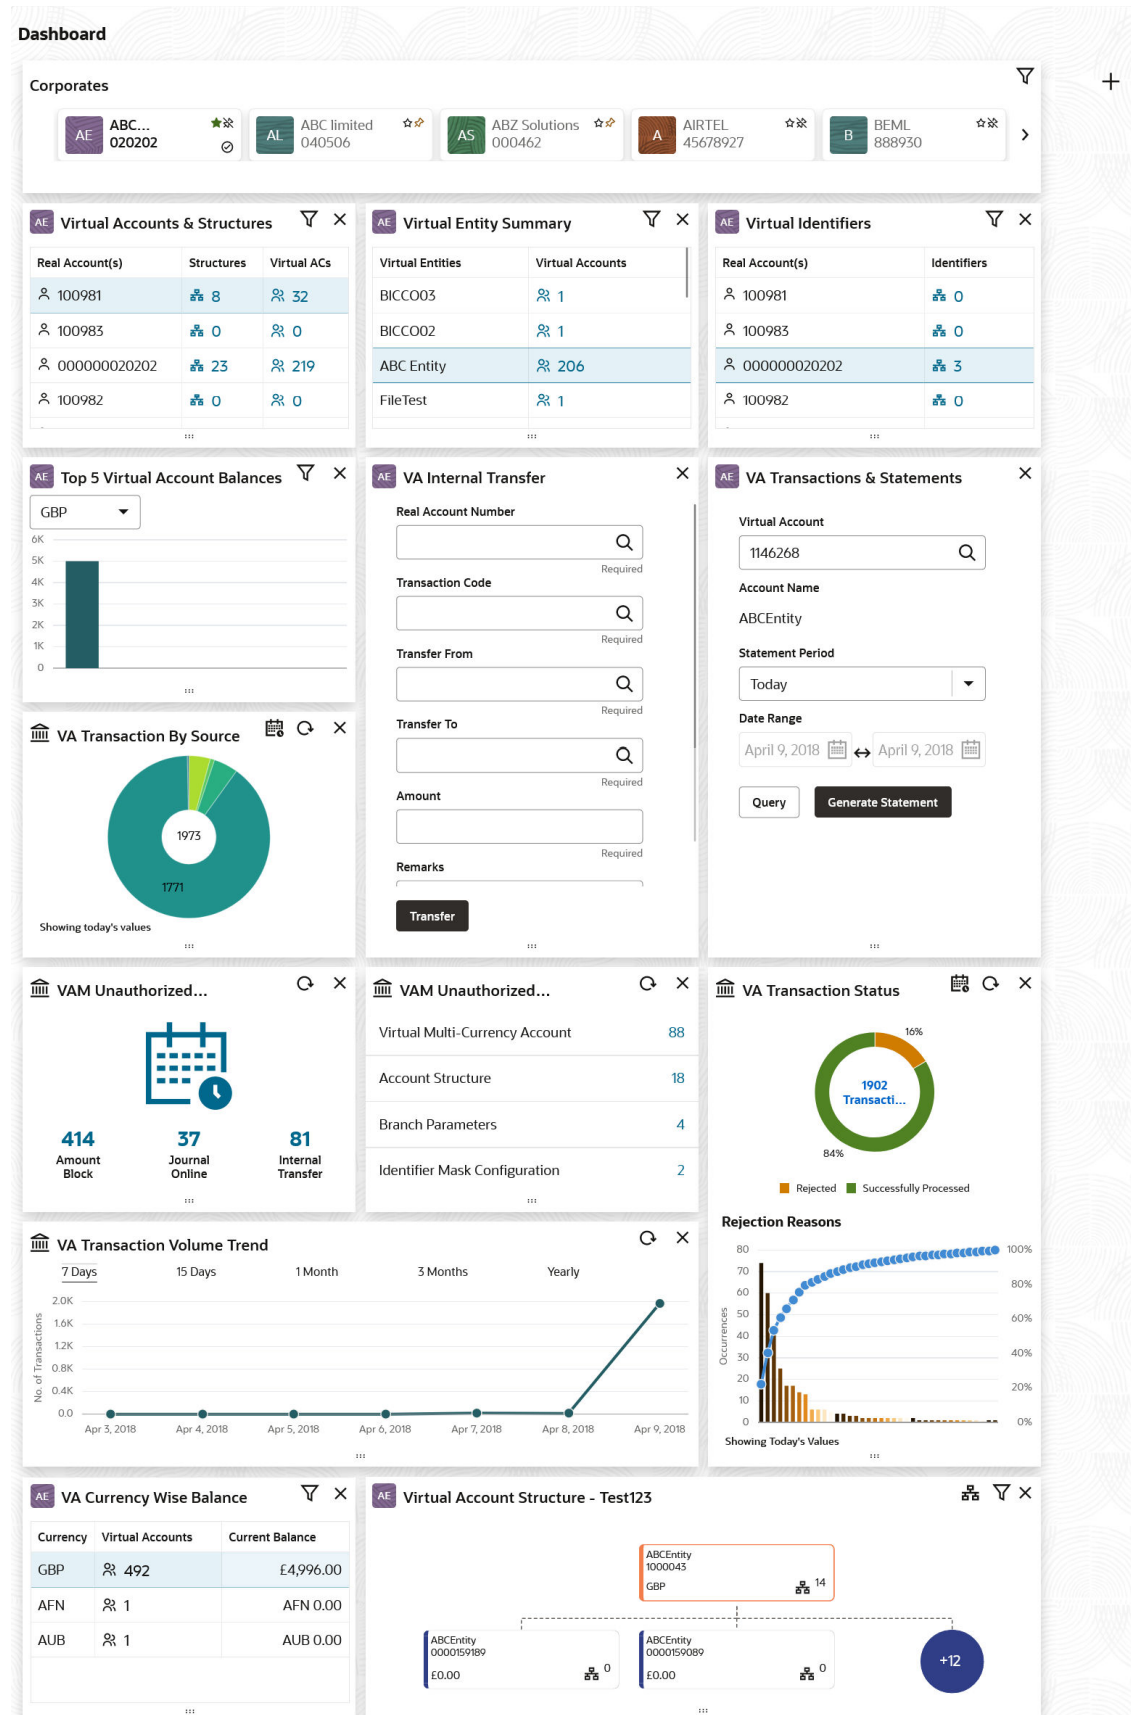 Dashboard
Corporates
AE ABC... 020202
AL ABC limited 040506
AS ABZ Solutions 000462
A AIRTEL 45678927
B BEML 888930
AE Virtual Accounts & Structures
Real Account(s) Structures Virtual ACs
100981 8 32
100983 0 0
000000020202 23 219
100982 0 0
AE Virtual Entity Summary
Virtual Entities Virtual Accounts
BICCO03 1
BICCO02 1
ABC Entity 206
FileTest 1
AE Virtual Identifiers
Real Account(s) Identifiers
100981 0
100983 0
000000020202 3
100982 0
AE Top 5 Virtual Account Balances
GBP
6K
5K
4K
3K
2K
1K
0
AE VA Internal Transfer
Real Account Number
Required
Transaction Code
Required
Transfer From
Required
Transfer To
Required
Amount
Required
Remarks
Transfer
AE VA Transactions & Statements
Virtual Account
1146268
Account Name
ABCEntity
Statement Period
Today
Date Range
April 9, 2018 April 9, 2018
Query Generate Statement
VA Transaction By Source
1973
1771
Showing today's values
VAM Unauthorized...
414 37 81
Amount Journal Internal
Block Online Transfer
VAM Unauthorized...
Virtual Multi-Currency Account 88
Account Structure 18
Branch Parameters 4
Identifier Mask Configuration 2
VA Transaction Status
16%
1902
Transacti...
84%
Rejected Successfully Processed
Rejection Reasons
80 100%
70
60 80%
50 60%
40
30 40%
20 20%
10
0 0%
Occurrences
Showing Today's Values
VA Transaction Volume Trend
7 Days 15 Days 1 Month 3 Months Yearly
2.0K
1.6K
1.2K
0.8K
0.4K
0.0
No. of Transactions
Apr 3, 2018 Apr 4, 2018 Apr 5, 2018 Apr 6, 2018 Apr 7, 2018 Apr 8, 2018 Apr 9, 2018
AE VA Currency Wise Balance
Currency Virtual Accounts Current Balance
GBP 492 £4,996.00
AFN 1 AFN 0.00
AUB 1 AUB 0.00
AE Virtual Account Structure - Test123
ABCEntity
1000043
GBP 14
ABCEntity
0000159189
£0.00 0
ABCEntity
0000159089
£0.00 0
+12